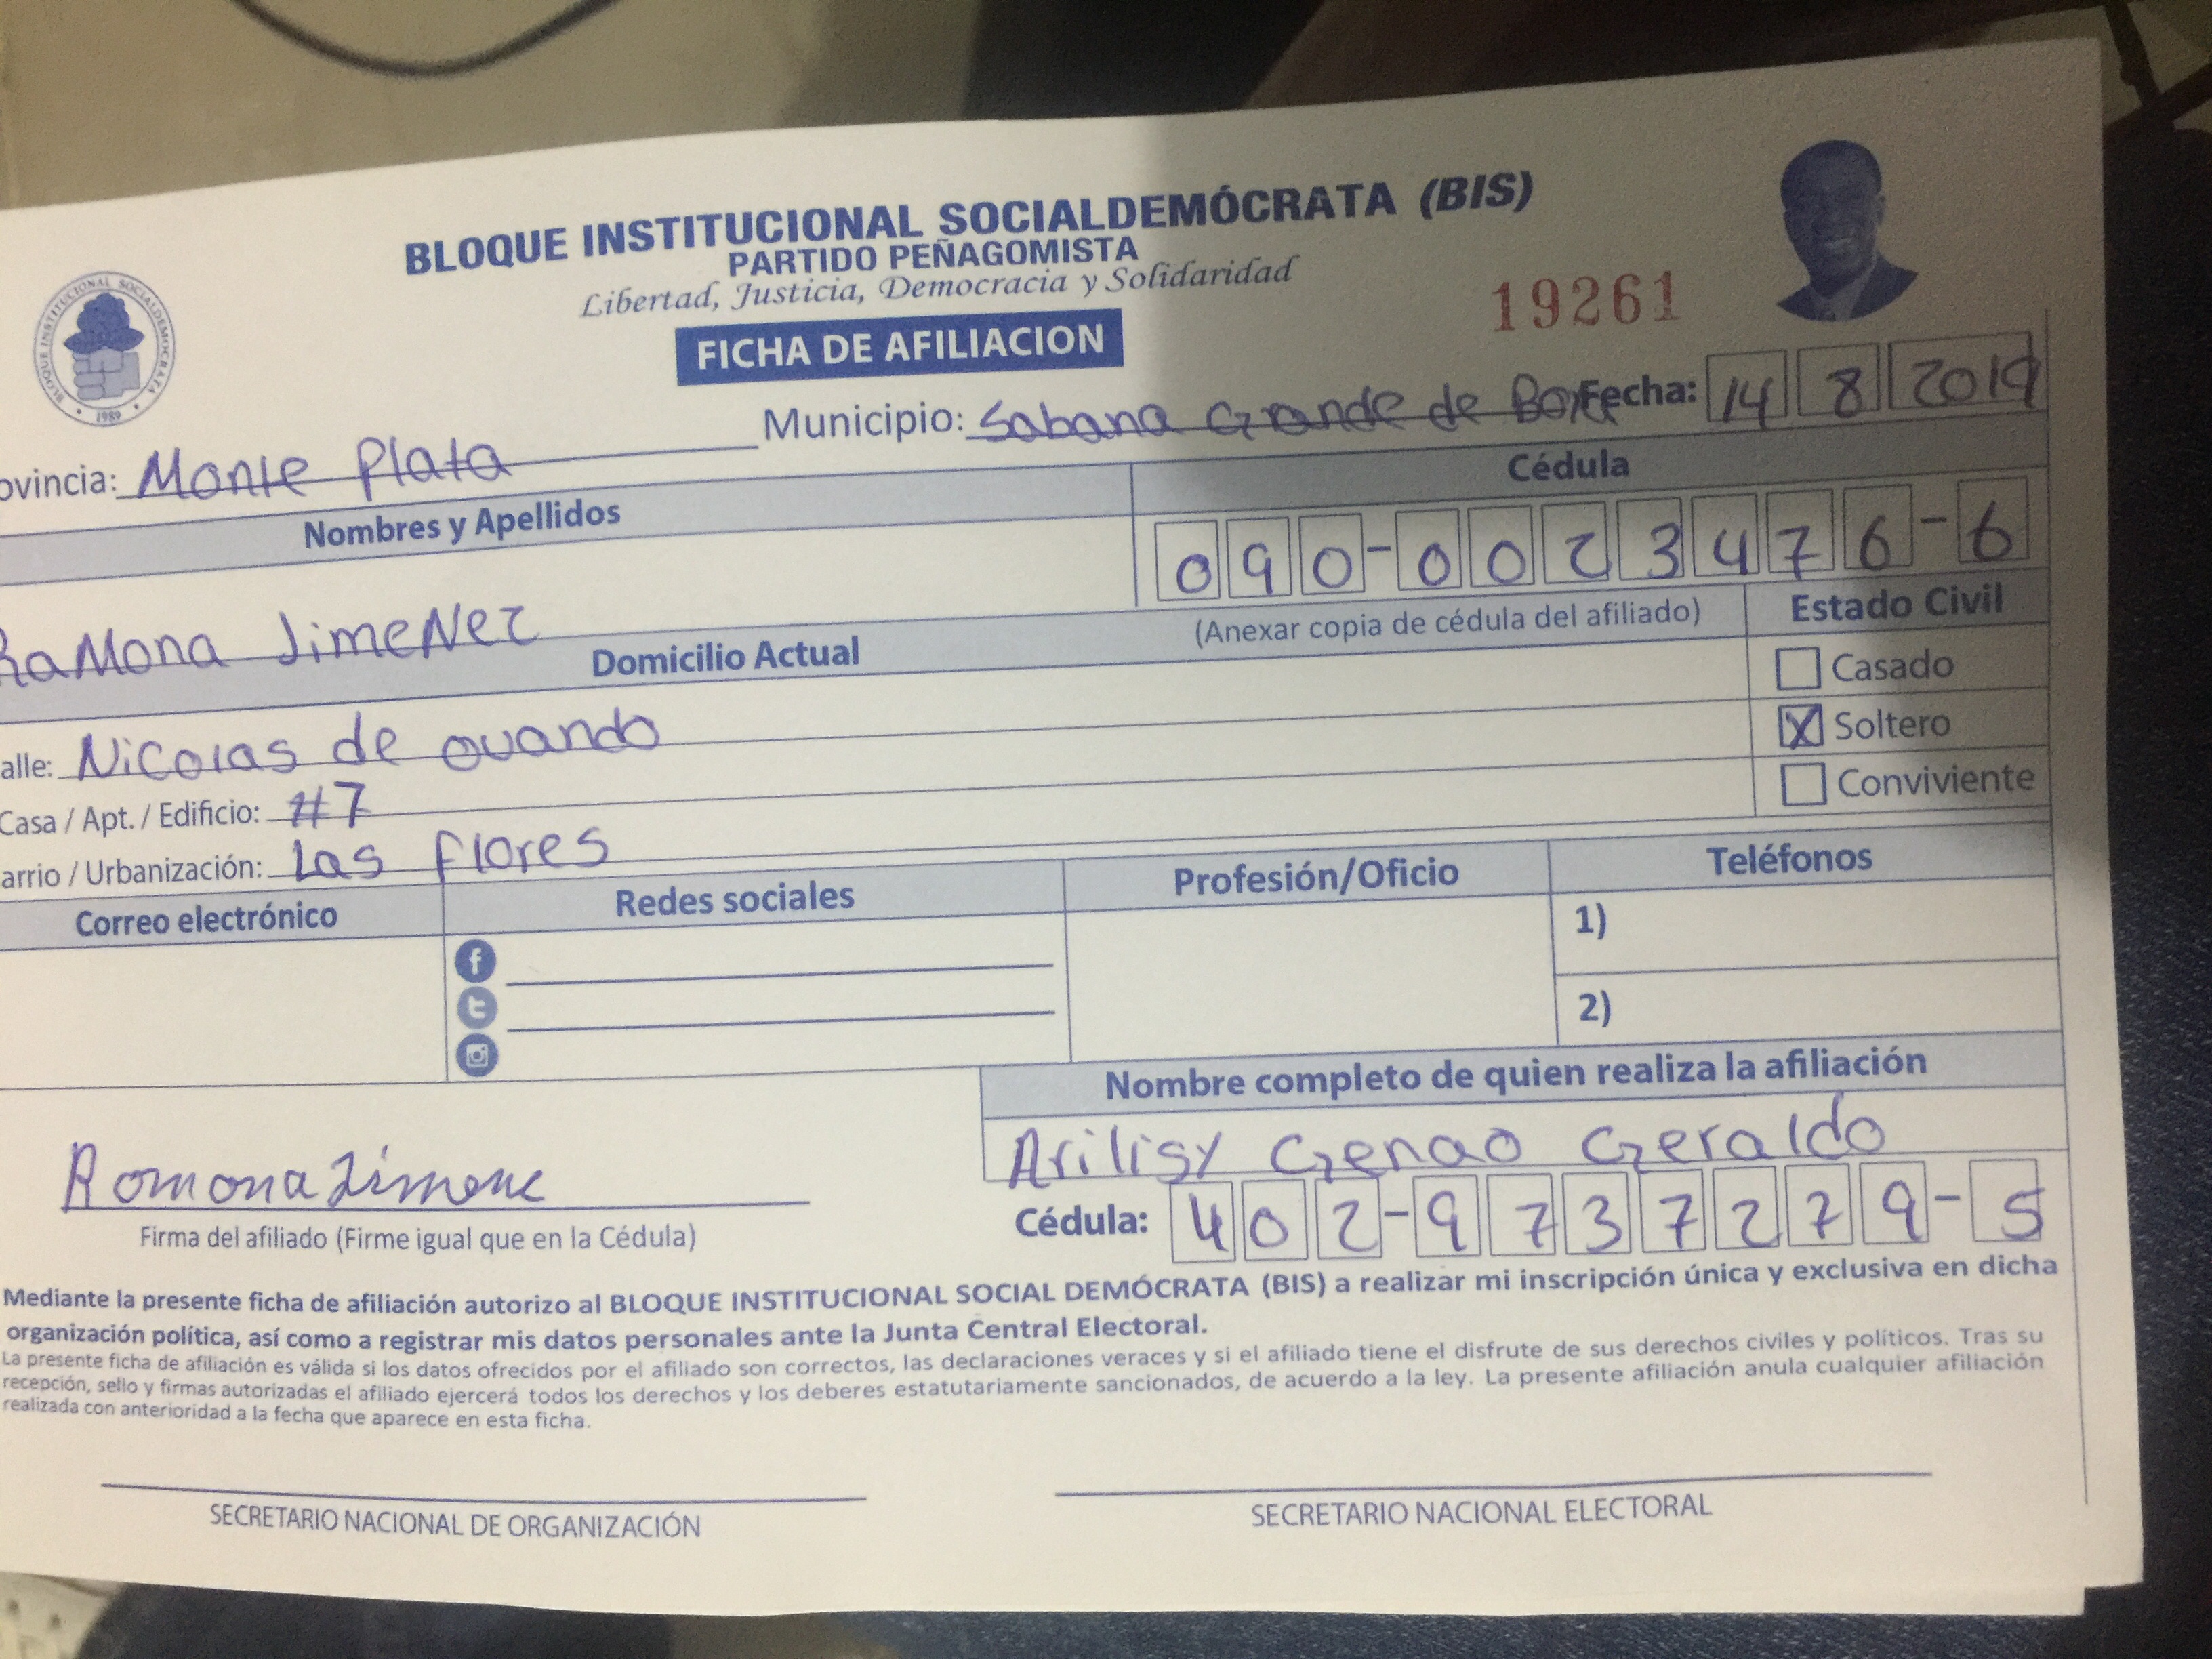 BLOQUE INSTITUCIONAL SOCIALDEMÓCRATA (BIS)
PARTIDO PEÑAGOMISTA
Libertad, Justicia, Democracia y Solidaridad
19261
FICHA DE AFILIACION
BLOQUE INSTITUCIONAL SOCIALDEMOCRATA
1989
Fecha: 14 8 2019
ovincia: Monte Plata Municipio: Sabana Grande de
Nombres y Apellidos Cédula
RaMona JimeNez 090-0023476-6
Domicilio Actual (Anexar copia de cédula del afiliado) Estado Civil
Casado
alle: Nicolas de ovando X Soltero
Casa / Apt. / Edificio: #7 Conviviente
arrio / Urbanización: Las flores
Correo electrónico Redes sociales Profesión/Oficio Teléfonos
1)
2)
Nombre completo de quien realiza la afiliación
Arilisy Genao Geraldo
Romona Jimene
Cédula: 402-9737279-5
Firma del afiliado (Firme igual que en la Cédula)
Mediante la presente ficha de afiliación autorizo al BLOQUE INSTITUCIONAL SOCIAL DEMÓCRATA (BIS) a realizar mi inscripción única y exclusiva en dicha
organización política, así como a registrar mis datos personales ante la Junta Central Electoral.
La presente ficha de afiliación es válida si los datos ofrecidos por el afiliado son correctos, las declaraciones veraces y si el afiliado tiene el disfrute de sus derechos civiles y políticos. Tras su
recepción, sello y firmas autorizadas el afiliado ejercerá todos los derechos y los deberes estatutariamente sancionados, de acuerdo a la ley. La presente afiliación anula cualquier afiliación
realizada con anterioridad a la fecha que aparece en esta ficha.
SECRETARIO NACIONAL DE ORGANIZACIÓN SECRETARIO NACIONAL ELECTORAL